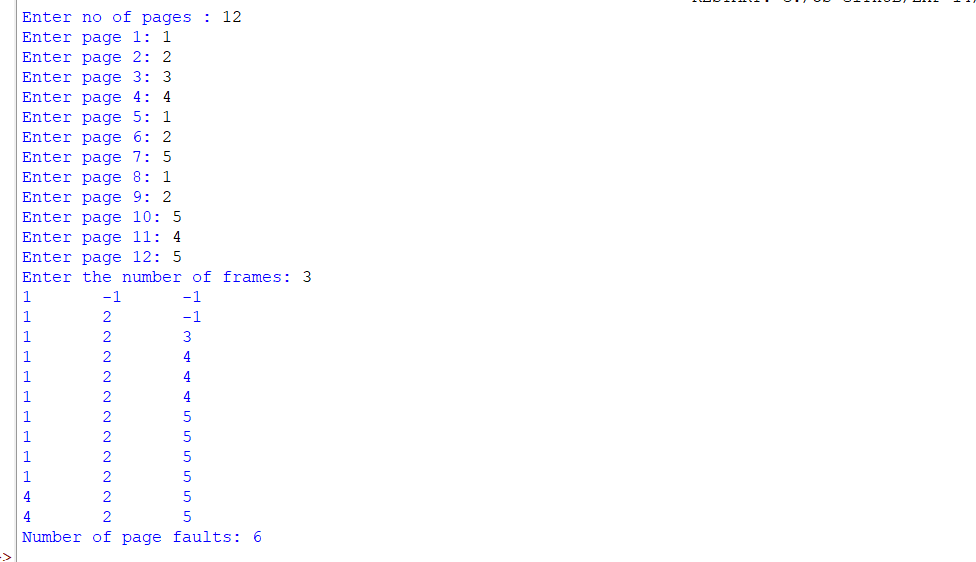 Enter no of pages : 12
Enter page 1: 1
Enter page 2: 2
Enter page 3: 3
Enter page 4: 4
Enter page 5: 1
Enter page 6: 2
Enter page 7: 5
Enter page 8: 1
Enter page 9: 2
Enter page 10: 5
Enter page 11: 4
Enter page 12: 5
Enter the number of frames: 3
1 -1 -1
1 2 -1
1 2 3
1 2 4
1 2 4
1 2 4
1 2 5
1 2 5
1 2 5
1 2 5
4 2 5
4 2 5
Number of page faults: 6
>